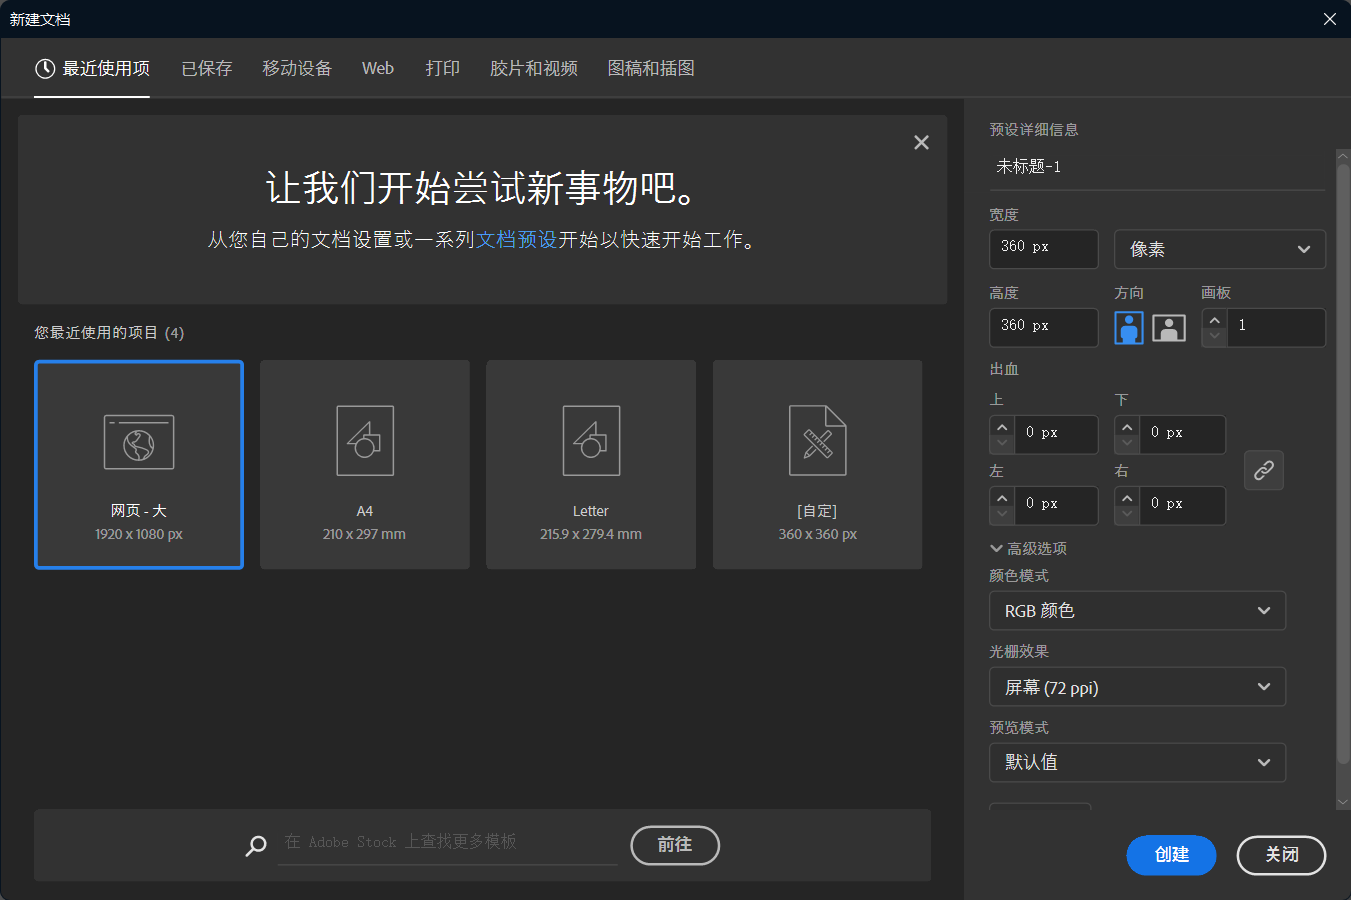 新建文档
最近使用项 已保存 移动设备 Web 打印 胶片和视频 图稿和插图
让我们开始尝试新事物吧。
从您自己的文档设置或一系列文档预设开始以快速开始工作。
您最近使用的项目 (4)
网页 - 大
1920 x 1080 px
A4
210 x 297 mm
Letter
215.9 x 279.4 mm
[自定]
360 x 360 px
在 Adobe Stock 上查找更多模板
前往
预设详细信息
未标题-1
宽度
360 px 像素
高度 方向 画板
360 px 1
出血
上 下
0 px 0 px
左 右
0 px 0 px
高级选项
颜色模式
RGB 颜色
光栅效果
屏幕 (72 ppi)
预览模式
默认值
创建 关闭